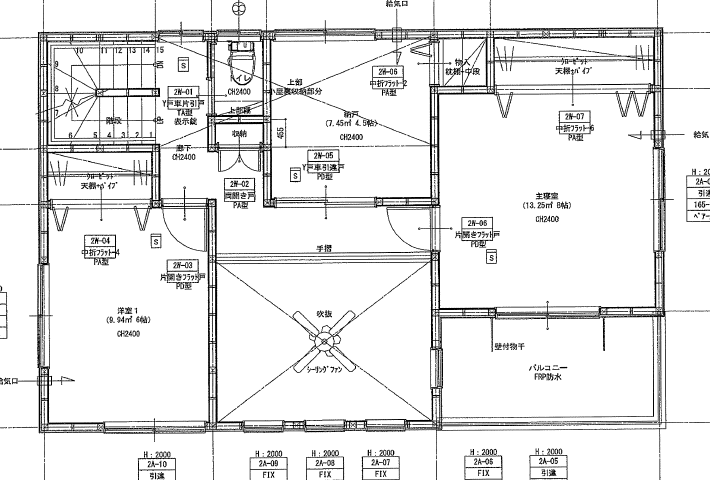 給気口
10 11 12 13 14 15
9
8
7
6 5 4 3 2 1
UP
階段
S
2W-01
Y戸車片引戸
TA型
表示錠
トイレ
CH2400
上部棚
収納
廊下
CH2400
上部
小屋裏収納部分
納戸
(7.45㎡ 4.5帖)
CH2400
465
2W-06
中折フラット-2
PA型
物入
枕棚・中段
クローゼット
天棚・パイプ
2W-07
中折フラット-6
PA型
給気
クローゼット
天棚・パイプ
2W-02
両開き戸
PA型
2W-05
Y戸車引違戸
PD型
S
主寝室
(13.25㎡ 8帖)
CH2400
2W-06
片開きフラット戸
PD型
S
2W-04
中折フラット-4
PA型
S
2W-03
片開きフラット戸
PD型
手摺
洋室1
(9.94㎡ 6帖)
CH2400
吹抜
シーリングファン
壁付物干
バルコニー
FRP防水
給気口
H:2000
2A-10
引違
H:2000
2A-09
FIX
H:2000
2A-08
FIX
H:2000
2A-07
FIX
H:2000
2A-06
FIX
H:2000
2A-05
引違